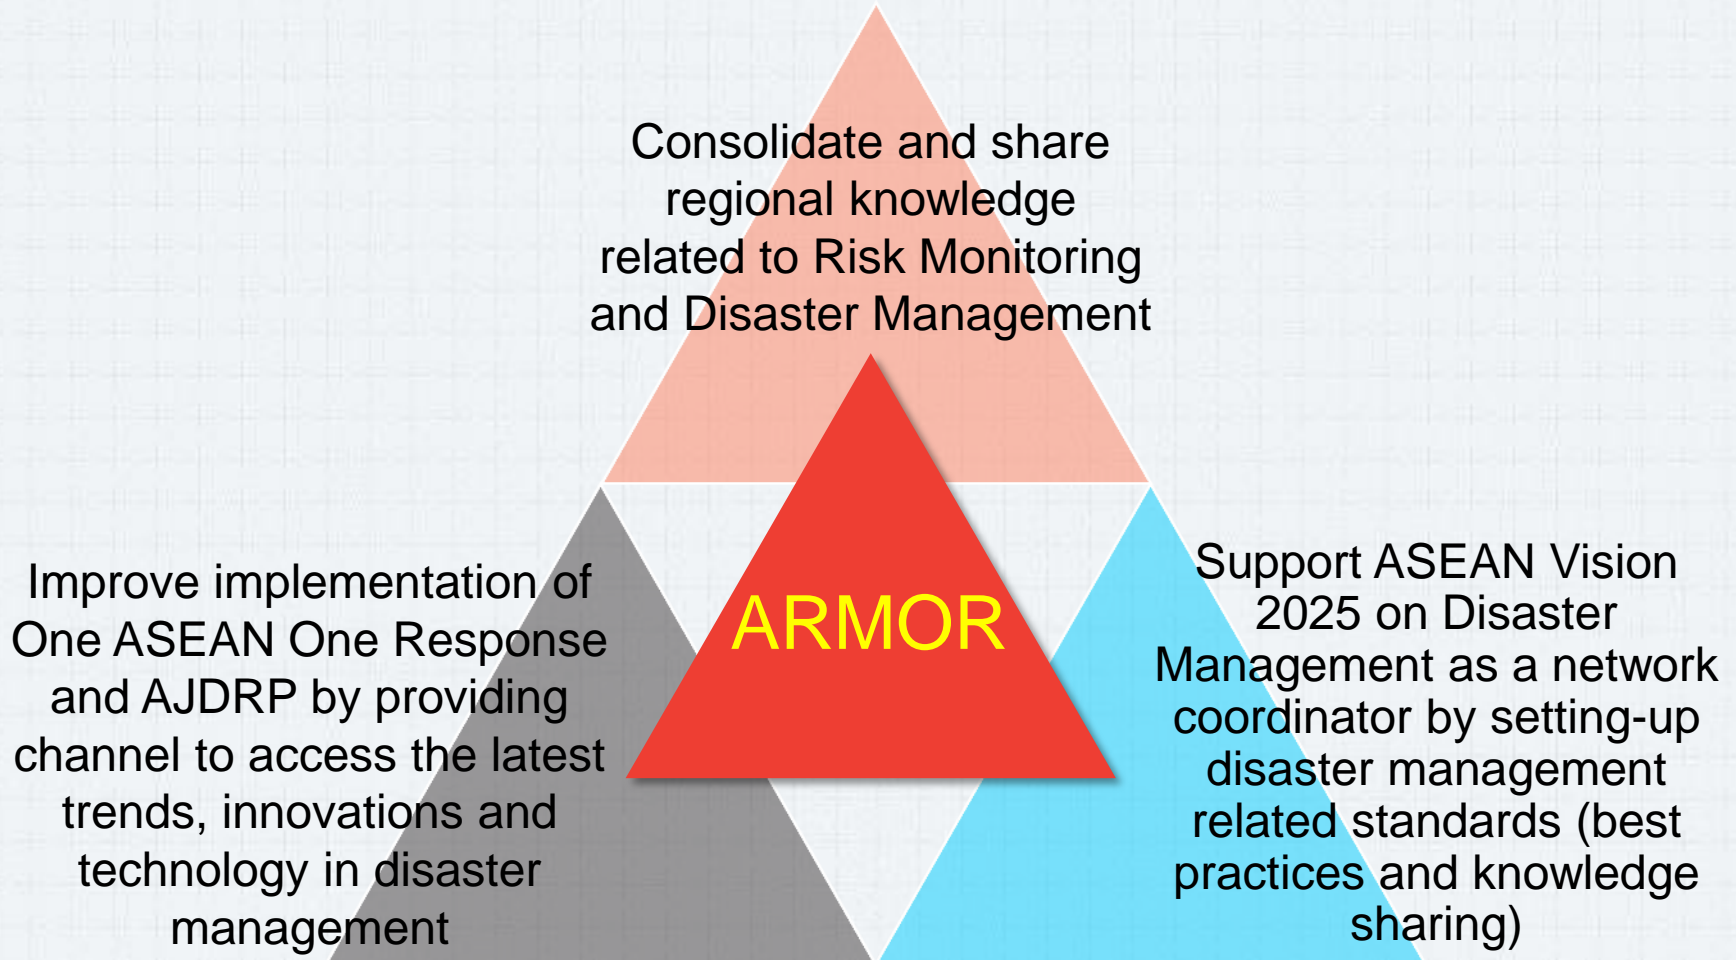 Consolidate and share
regional knowledge
related to Risk Monitoring
and Disaster Management
Improve implementation of
One ASEAN One Response
and AJDRP by providing
channel to access the latest
trends, innovations and
technology in disaster
management
ARMOR
Support ASEAN Vision
2025 on Disaster
Management as a network
coordinator by setting-up
disaster management
related standards (best
practices and knowledge
sharing)